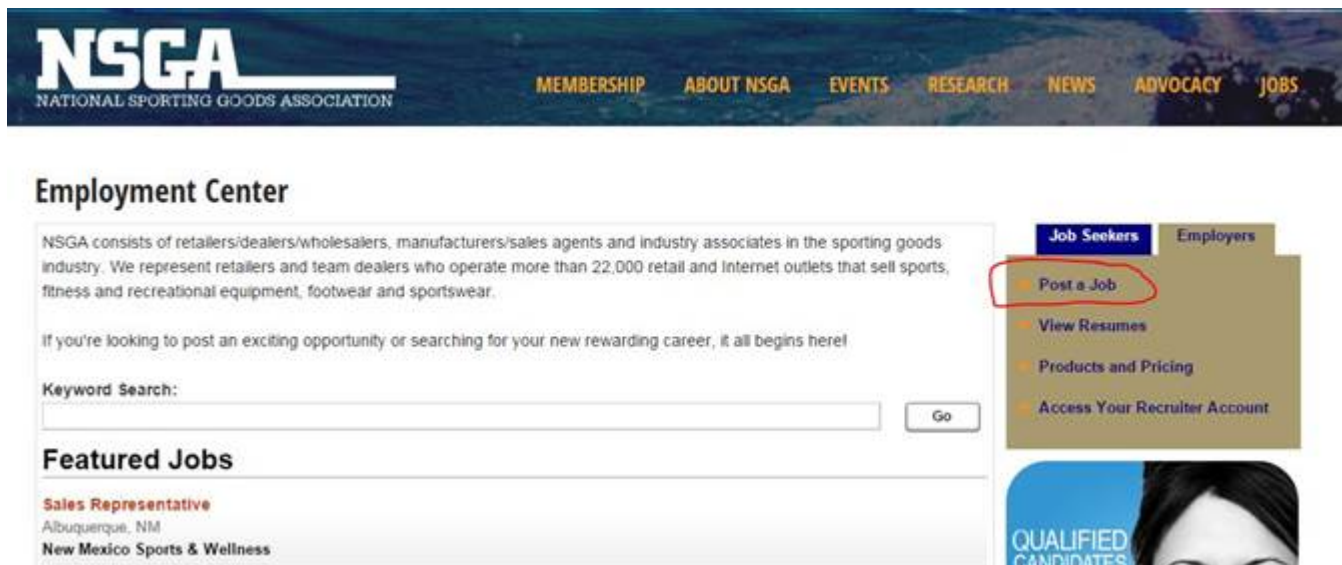 NSGA
NATIONAL SPORTING GOODS ASSOCIATION
MEMBERSHIP ABOUT NSGA EVENTS RESEARCH NEWS ADVOCACY JOBS
Employment Center
NSGA consists of retailers/dealers/wholesalers, manufacturers/sales agents and industry associates in the sporting goods
industry. We represent retailers and team dealers who operate more than 22,000 retail and Internet outlets that sell sports,
fitness and recreational equipment, footwear and sportswear.
If you're looking to post an exciting opportunity or searching for your new rewarding career, it all begins here!
Keyword Search:
Go
Featured Jobs
Sales Representative
Albuquerque, NM
New Mexico Sports & Wellness
Job Seekers Employers
Post a Job
View Resumes
Products and Pricing
Access Your Recruiter Account
QUALIFIED
CANDIDATES